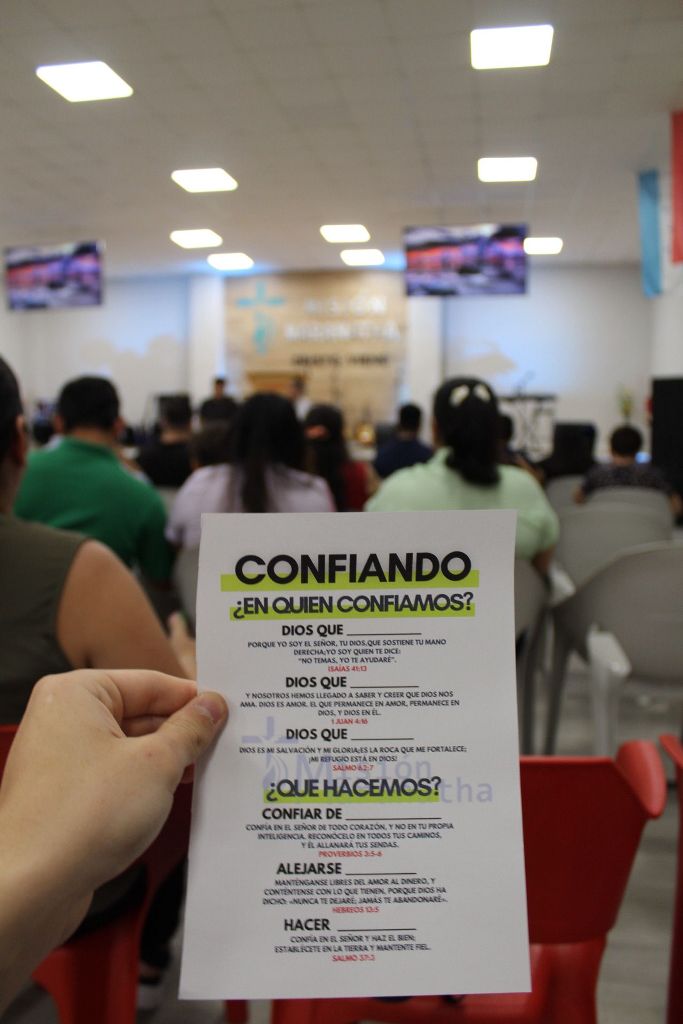 MISIÓN
CONFIANDO
¿EN QUIEN CONFIAMOS?
DIOS QUE ____________
PORQUE YO SOY EL SEÑOR, TU DIOS,QUE SOSTIENE TU MANO
DERECHA;YO SOY QUIEN TE DICE:
“NO TEMAS, YO TE AYUDARÉ”.
ISAÍAS 41:13
DIOS QUE ____________
Y NOSOTROS HEMOS LLEGADO A SABER Y CREER QUE DIOS NOS
AMA. DIOS ES AMOR. EL QUE PERMANECE EN AMOR, PERMANECE EN
DIOS, Y DIOS EN ÉL.
1 JUAN 4:16
DIOS QUE ____________
DIOS ES MI SALVACIÓN Y MI GLORIA;ES LA ROCA QUE ME FORTALECE;
¡MI REFUGIO ESTÁ EN DIOS!
SALMO 62:7
Misión
¿QUE HACEMOS?
CONFIAR DE ____________
CONFÍA EN EL SEÑOR DE TODO CORAZÓN, Y NO EN TU PROPIA
INTELIGENCIA. RECONÓCELO EN TODOS TUS CAMINOS,
Y ÉL ALLANARÁ TUS SENDAS.
PROVERBIOS 3:5-6
ALEJARSE ____________
MANTÉNGANSE LIBRES DEL AMOR AL DINERO, Y
CONTÉNTENSE CON LO QUE TIENEN, PORQUE DIOS HA
DICHO: «NUNCA TE DEJARÉ; JAMÁS TE ABANDONARÉ».
HEBREOS 13:5
HACER ____________
CONFÍA EN EL SEÑOR Y HAZ EL BIEN;
ESTABLÉCETE EN LA TIERRA Y MANTENTE FIEL.
SALMO 37:3